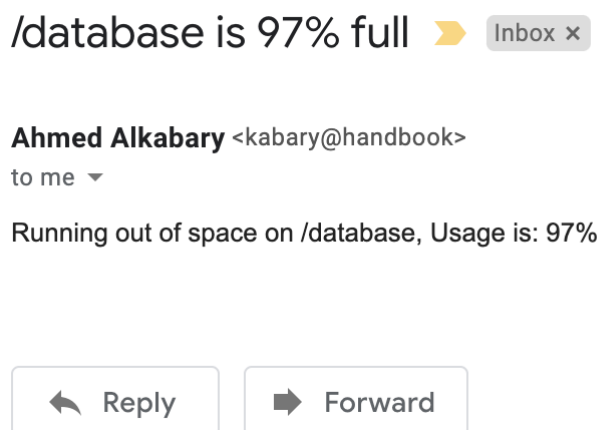 /database is 97% full Inbox ×
Ahmed Alkabary <kabary@handbook>
to me
Running out of space on /database, Usage is: 97%
Reply Forward